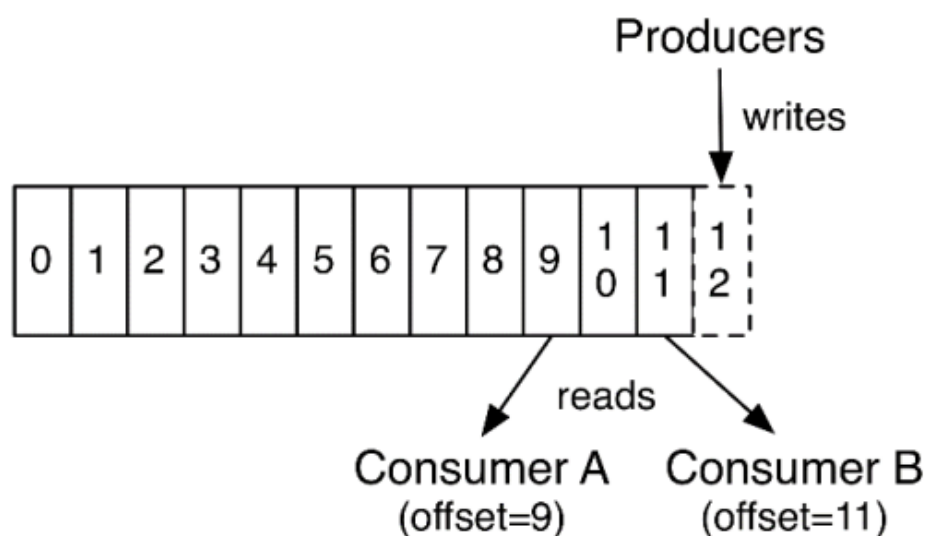 Producers
writes
0 1 2 3 4 5 6 7 8 9 10 11 12
reads
Consumer A
(offset=9)
Consumer B
(offset=11)